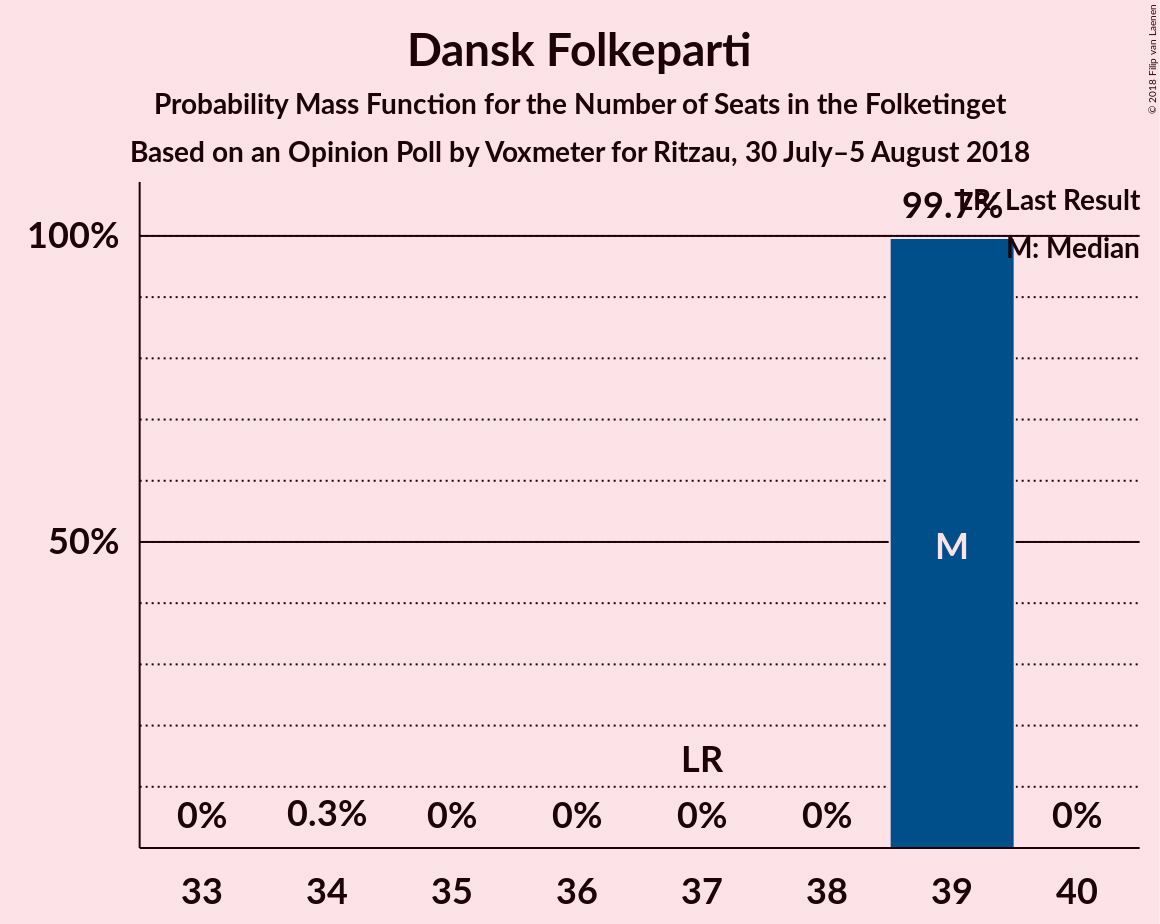 Dansk Folkeparti
Probability Mass Function for the Number of Seats in the Folketinget
Based on an Opinion Poll by Voxmeter for Ritzau, 30 July–5 August 2018
© 2018 Filip van Laenen
99.7%
LR: Last Result
M: Median
100%
50%
M
LR
0% 0.3% 0% 0% 0% 0% 0%
33 34 35 36 37 38 39 40